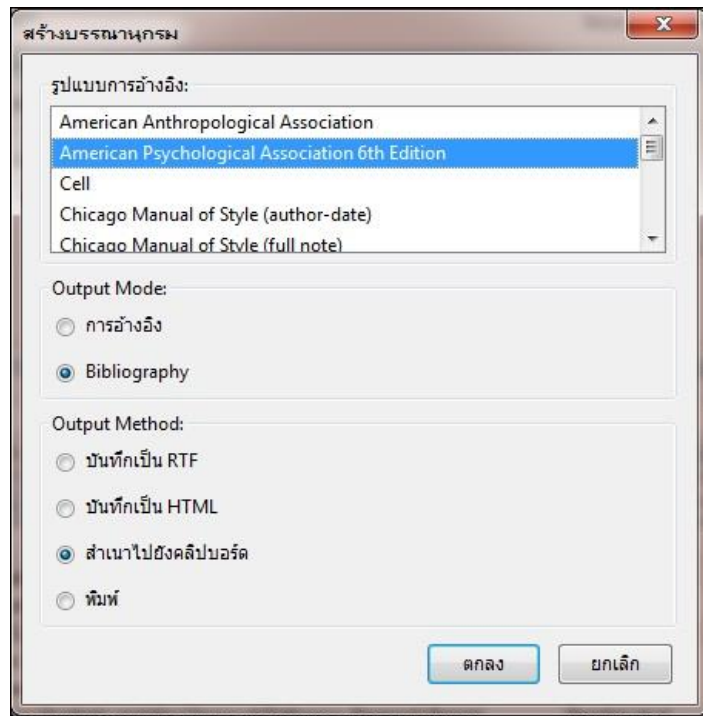 สร้างบรรณานุกรม
รูปแบบการอ้างอิง:
American Anthropological Association
American Psychological Association 6th Edition
Cell
Chicago Manual of Style (author-date)
Chicago Manual of Style (full note)
Output Mode:
การอ้างอิง
Bibliography
Output Method:
บันทึกเป็น RTF
บันทึกเป็น HTML
สำเนาไปยังคลิปบอร์ด
พิมพ์
ตกลง ยกเลิก